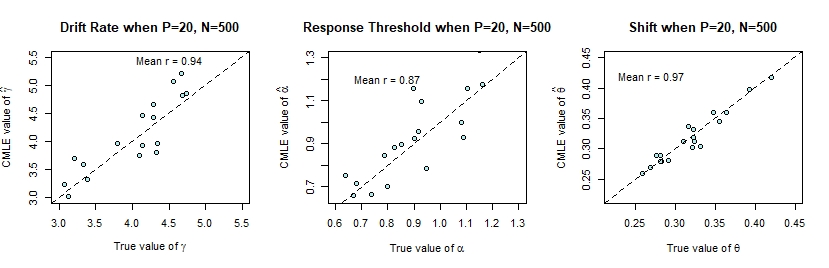 Drift Rate when P=20, N=500
Mean r = 0.94
CMLE value of γ̂
3.0 3.5 4.0 4.5 5.0 5.5
3.0 3.5 4.0 4.5 5.0 5.5
True value of γ
Response Threshold when P=20, N=500
Mean r = 0.87
CMLE value of α̂
0.7 0.9 1.1 1.3
0.6 0.7 0.8 0.9 1.0 1.1 1.2 1.3
True value of α
Shift when P=20, N=500
Mean r = 0.97
CMLE value of θ̂
0.25 0.30 0.35 0.40 0.45
0.25 0.30 0.35 0.40 0.45
True value of θ